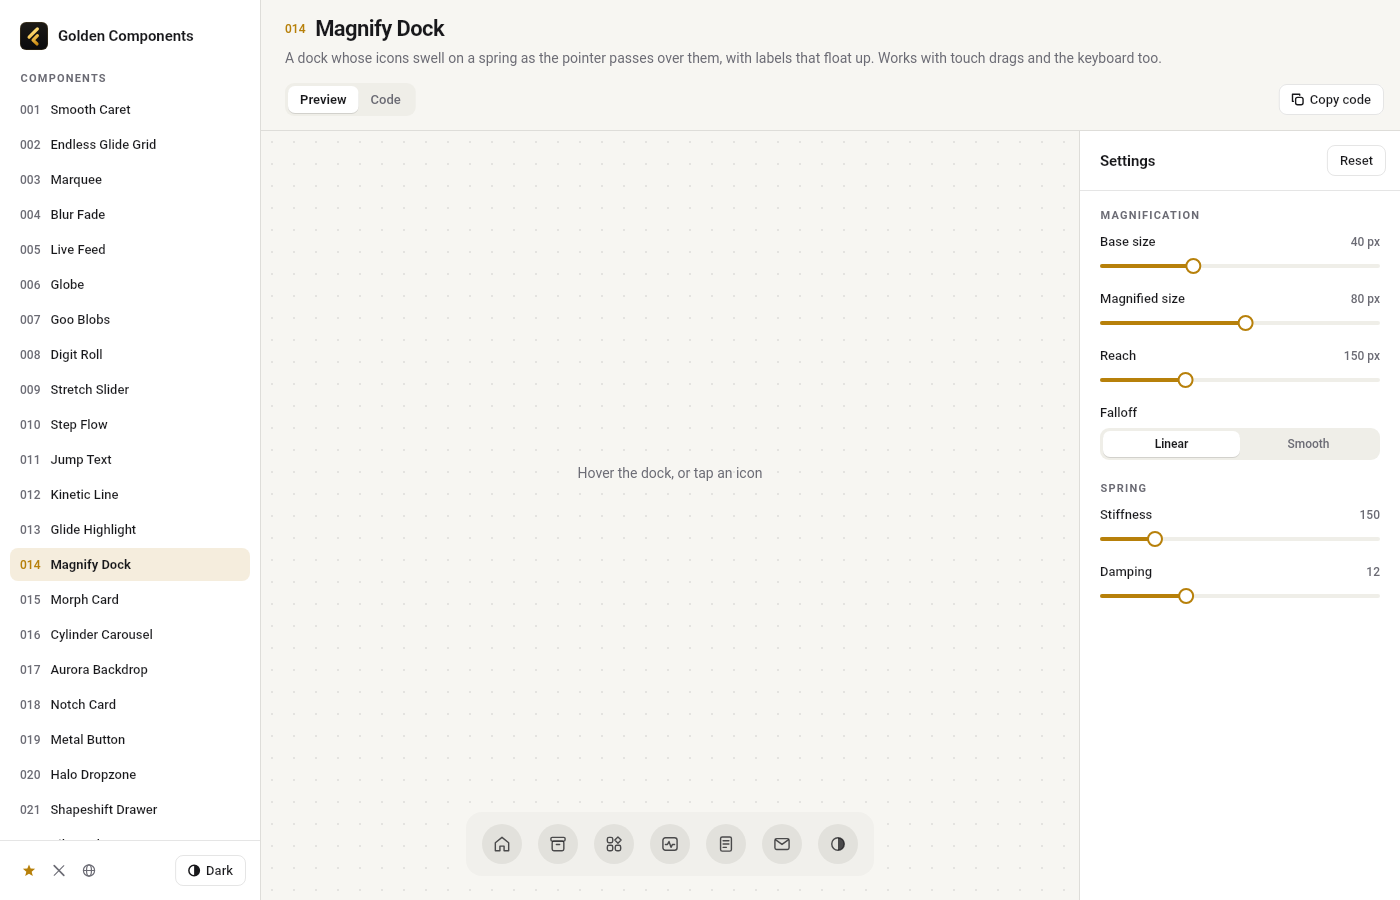 Golden Components
COMPONENTS
001 Smooth Caret
002 Endless Glide Grid
003 Marquee
004 Blur Fade
005 Live Feed
006 Globe
007 Goo Blobs
008 Digit Roll
009 Stretch Slider
010 Step Flow
011 Jump Text
012 Kinetic Line
013 Glide Highlight
014 Magnify Dock
015 Morph Card
016 Cylinder Carousel
017 Aurora Backdrop
018 Notch Card
019 Metal Button
020 Halo Dropzone
021 Shapeshift Drawer
Dark
014 Magnify Dock
A dock whose icons swell on a spring as the pointer passes over them, with labels that float up. Works with touch drags and the keyboard too.
Preview Code
Copy code
Hover the dock, or tap an icon
Settings
Reset
MAGNIFICATION
Base size 40 px
Magnified size 80 px
Reach 150 px
Falloff
Linear Smooth
SPRING
Stiffness 150
Damping 12